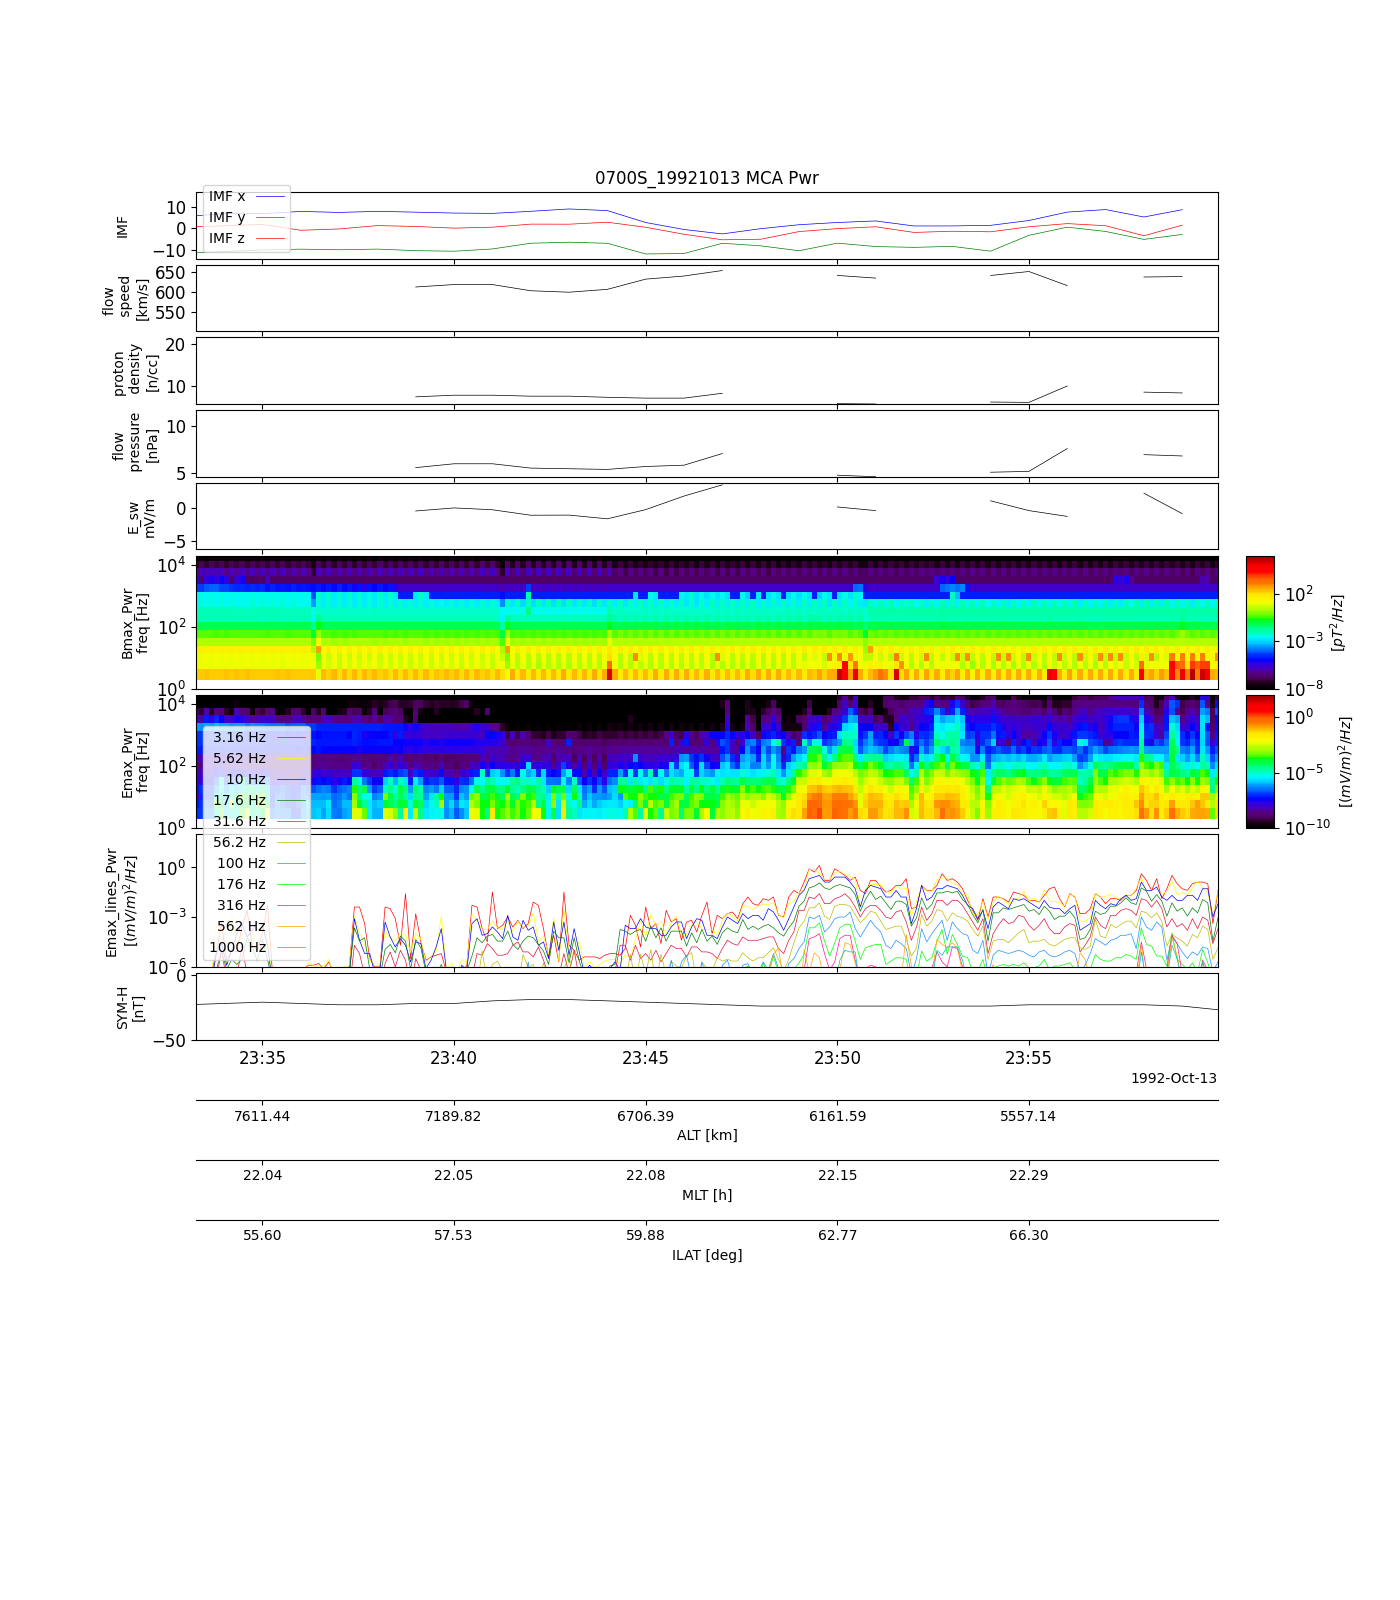 0700S_19921013 MCA Pwr
IMF
10
0
−10
IMF x
IMF y
IMF z
flow
speed
[km/s]
650
600
550
proton
density
[n/cc]
20
10
flow
pressure
[nPa]
10
5
E_sw
mV/m
0
−5
Bmax_Pwr
freq [Hz]
10^4
10^2
10^0
10^2
10^−3
10^−8
[pT^2/Hz]
Emax_Pwr
freq [Hz]
10^4
10^2
10^0
10^0
10^−5
10^−10
[(mV/m)^2/Hz]
3.16 Hz
5.62 Hz
10 Hz
17.6 Hz
31.6 Hz
56.2 Hz
100 Hz
176 Hz
316 Hz
562 Hz
1000 Hz
Emax_lines_Pwr
[(mV/m)^2/Hz]
10^0
10^−3
10^−6
SYM-H
[nT]
0
−50
23:35 23:40 23:45 23:50 23:55
1992-Oct-13
7611.44 7189.82 6706.39 6161.59 5557.14
ALT [km]
22.04 22.05 22.08 22.15 22.29
MLT [h]
55.60 57.53 59.88 62.77 66.30
ILAT [deg]